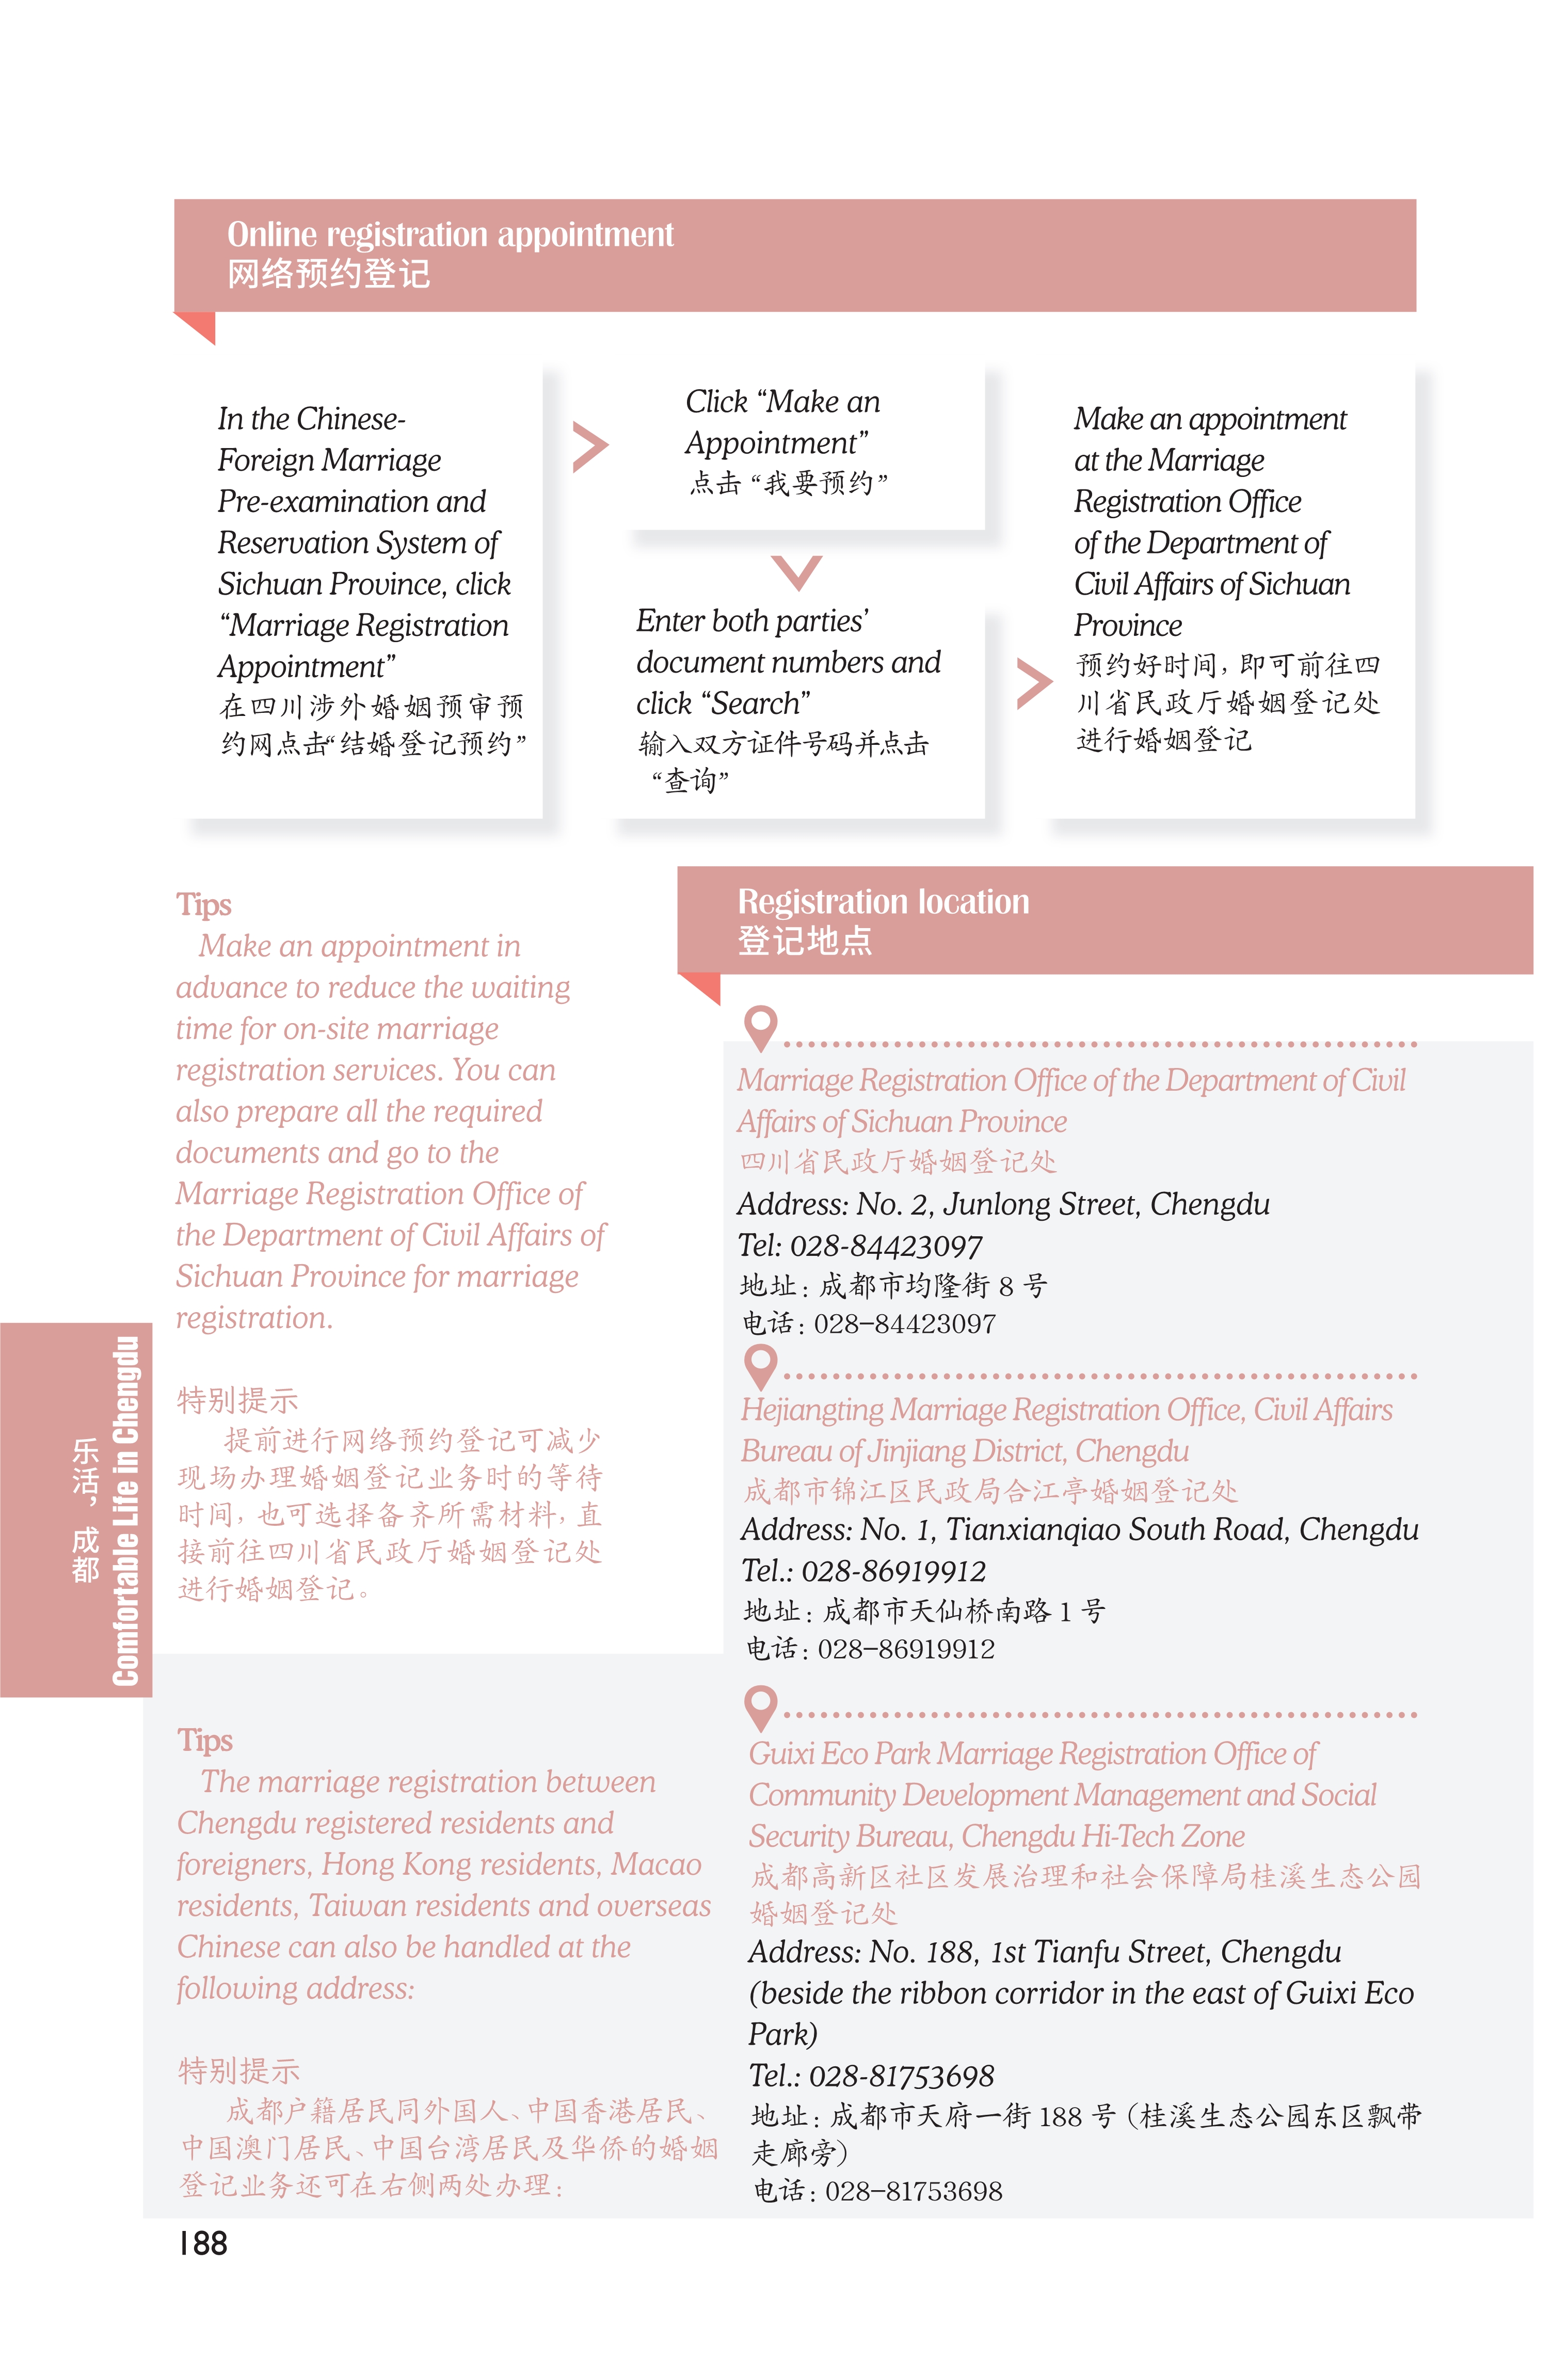 Online registration appointment
网络预约登记
In the Chinese-
Foreign Marriage
Pre-examination and
Reservation System of
Sichuan Province, click
“Marriage Registration
Appointment”
在四川涉外婚姻预审预
约网点击“结婚登记预约”
Click “Make an
Appointment”
点击“我要预约”
Enter both parties’
document numbers and
click “Search”
输入双方证件号码并点击
“查询”
Make an appointment
at the Marriage
Registration Office
of the Department of
Civil Affairs of Sichuan
Province
预约好时间，即可前往四
川省民政厅婚姻登记处
进行婚姻登记
Tips
Make an appointment in
advance to reduce the waiting
time for on-site marriage
registration services. You can
also prepare all the required
documents and go to the
Marriage Registration Office of
the Department of Civil Affairs of
Sichuan Province for marriage
registration.
特别提示
提前进行网络预约登记可减少
现场办理婚姻登记业务时的等待
时间，也可选择备齐所需材料，直
接前往四川省民政厅婚姻登记处
进行婚姻登记。
Tips
The marriage registration between
Chengdu registered residents and
foreigners, Hong Kong residents, Macao
residents, Taiwan residents and overseas
Chinese can also be handled at the
following address:
特别提示
成都户籍居民同外国人、中国香港居民、
中国澳门居民、中国台湾居民及华侨的婚姻
登记业务还可在右侧两处办理：
Registration location
登记地点
Marriage Registration Office of the Department of Civil
Affairs of Sichuan Province
四川省民政厅婚姻登记处
Address: No. 2, Junlong Street, Chengdu
Tel: 028-84423097
地址：成都市均隆街 8 号
电话：028-84423097
Hejiangting Marriage Registration Office, Civil Affairs
Bureau of Jinjiang District, Chengdu
成都市锦江区民政局合江亭婚姻登记处
Address: No. 1, Tianxianqiao South Road, Chengdu
Tel.: 028-86919912
地址：成都市天仙桥南路 1 号
电话：028-86919912
Guixi Eco Park Marriage Registration Office of
Community Development Management and Social
Security Bureau, Chengdu Hi-Tech Zone
成都高新区社区发展治理和社会保障局桂溪生态公园
婚姻登记处
Address: No. 188, 1st Tianfu Street, Chengdu
(beside the ribbon corridor in the east of Guixi Eco
Park)
Tel.: 028-81753698
地址：成都市天府一街 188 号（桂溪生态公园东区飘带
走廊旁）
电话：028-81753698
乐活，成都
Comfortable Life in Chengdu
188